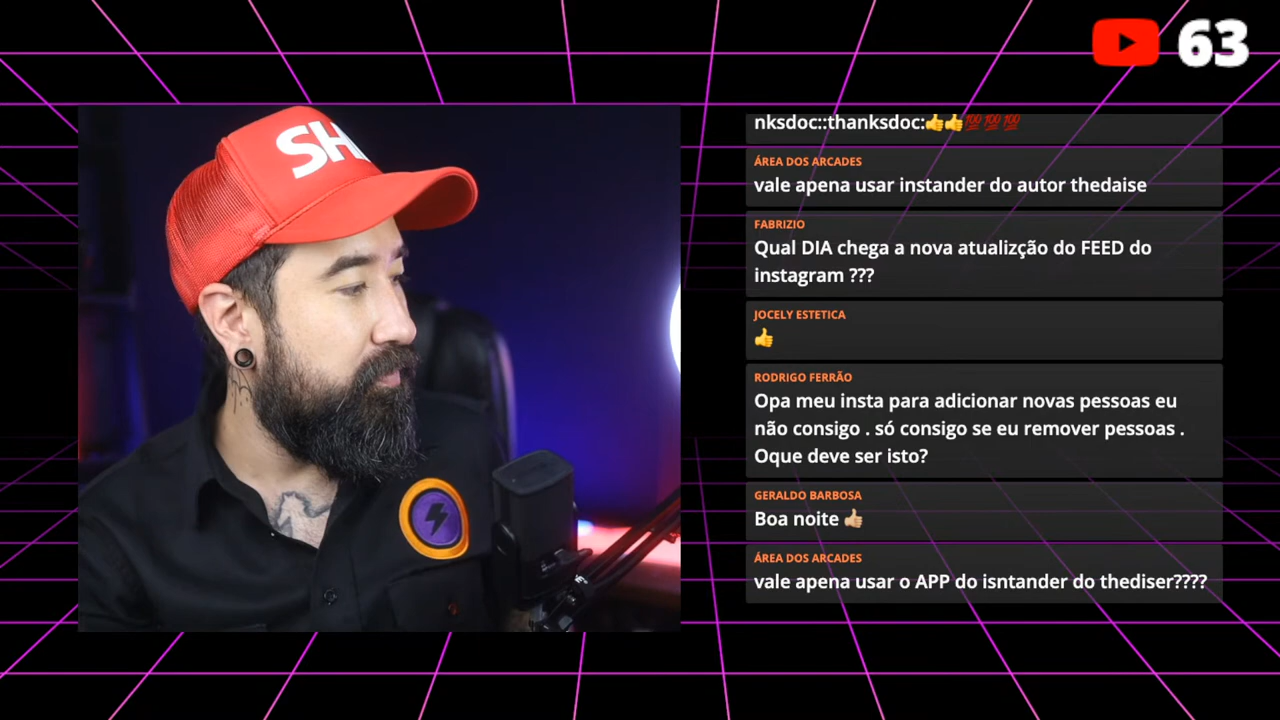 63
SH
nksdoc::thanksdoc:👍👍💯💯💯
ÁREA DOS ARCADES
vale apena usar instander do autor thedaise
FABRIZIO
Qual DIA chega a nova atualizção do FEED do
instagram ???
JOCELY ESTETICA
👍
RODRIGO FERRÃO
Opa meu insta para adicionar novas pessoas eu
não consigo . só consigo se eu remover pessoas .
Oque deve ser isto?
GERALDO BARBOSA
Boa noite 👍🏼
ÁREA DOS ARCADES
vale apena usar o APP do isntander do thediser????